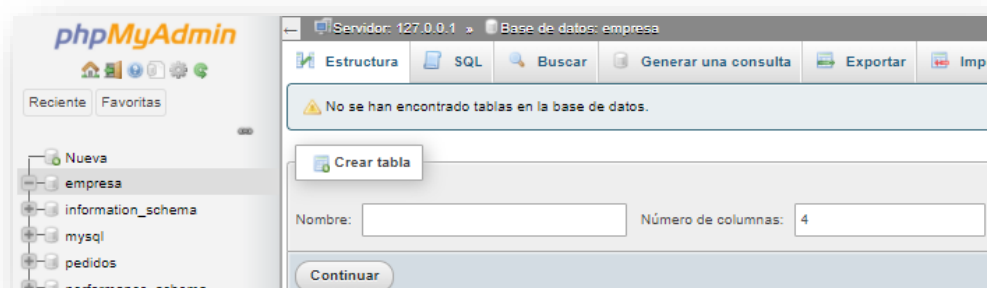 phpMyAdmin
Reciente Favoritas
Nueva
empresa
information_schema
mysql
pedidos
performance_schema
Servidor: 127.0.0.1 » Base de datos: empresa
Estructura SQL Buscar Generar una consulta Exportar Imp
No se han encontrado tablas en la base de datos.
Crear tabla
Nombre: Número de columnas: 4
Continuar